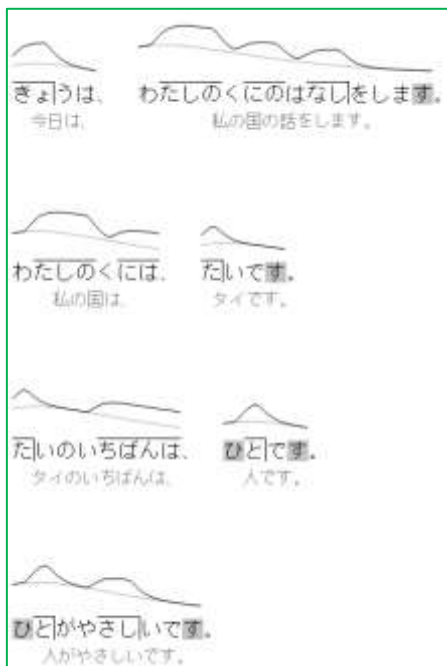 きょうは、 わたしのくにのはなしをします。
今日は、 私の国の話をします。
わたしのくには、 たいです。
私の国は、 タイです。
たいのいちばんは、 ひとです。
タイのいちばんは、 人です。
ひとがやさしいです。
人がやさしいです。